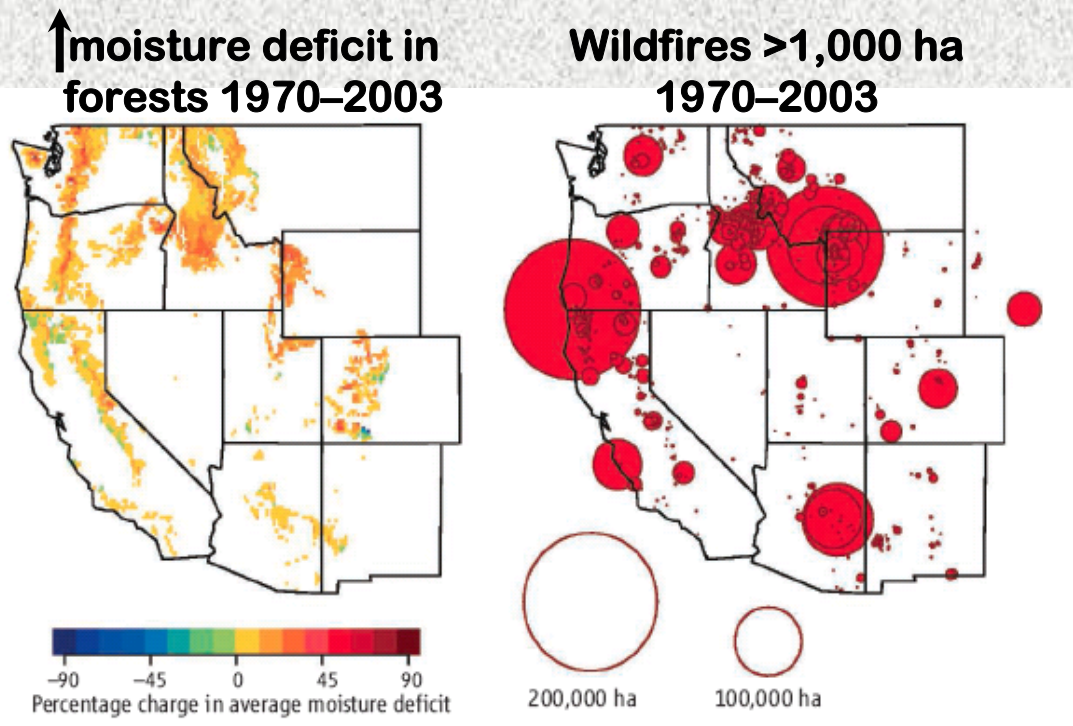 ↑moisture deficit in
forests 1970–2003
Wildfires >1,000 ha
1970–2003
−90 −45 0 45 90
Percentage charge in average moisture deficit
200,000 ha
100,000 ha